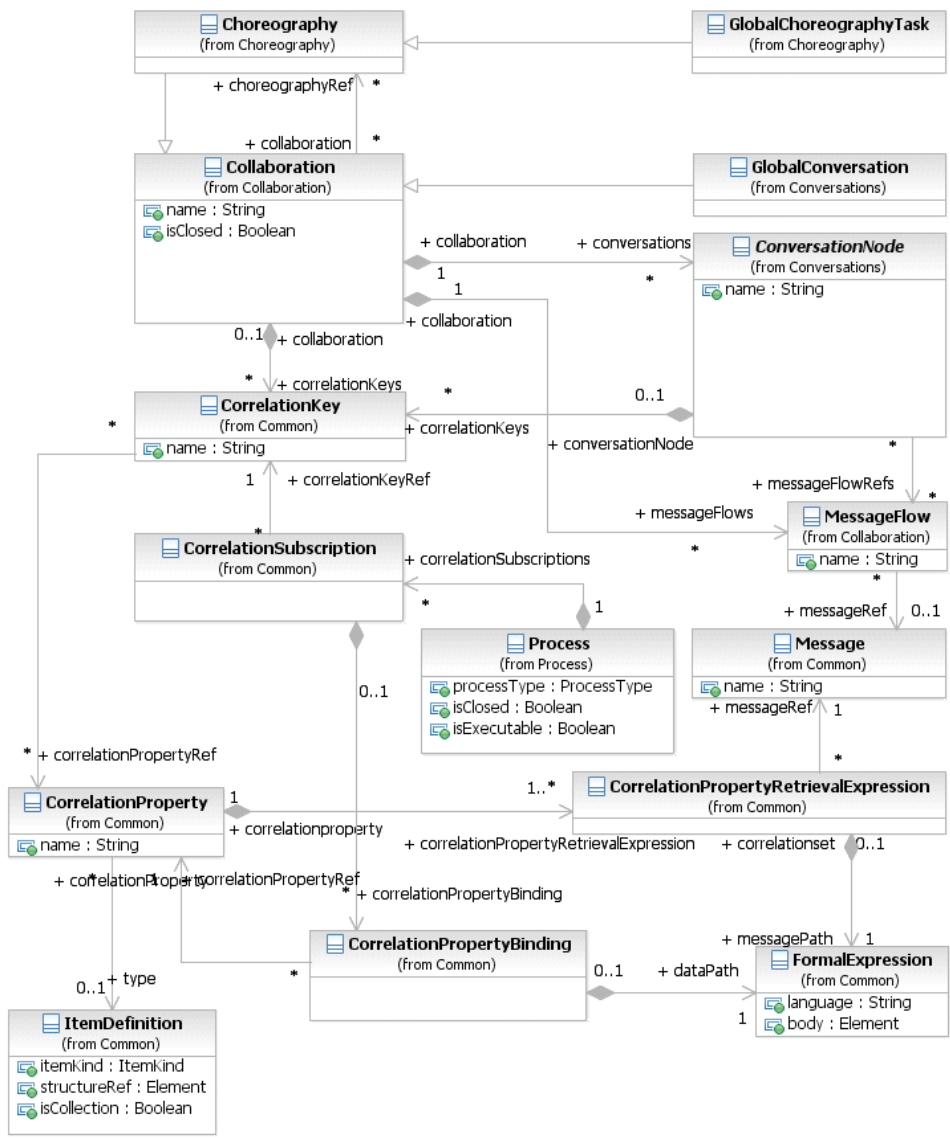 Choreography
(from Choreography)
GlobalChoreographyTask
(from Choreography)
+ choreographyRef
*
+ collaboration
*
Collaboration
(from Collaboration)
name : String
isClosed : Boolean
GlobalConversation
(from Conversations)
+ collaboration
1
+ conversations
*
ConversationNode
(from Conversations)
name : String
1
+ collaboration
0..1
+ collaboration
*
+ correlationKeys
CorrelationKey
(from Common)
name : String
*
*
+ correlationKeys
0..1
+ conversationNode
*
+ messageFlowRefs
*
1
+ correlationKeyRef
*
+ messageFlows
*
MessageFlow
(from Collaboration)
name : String
CorrelationSubscription
(from Common)
+ correlationSubscriptions
*
1
*
+ messageRef
0..1
Process
(from Process)
processType : ProcessType
isClosed : Boolean
isExecutable : Boolean
Message
(from Common)
name : String
+ messageRef
1
*
0..1
* + correlationPropertyRef
CorrelationProperty
(from Common)
name : String
1
+ correlationproperty
1..*
+ correlationPropertyRetrievalExpression
CorrelationPropertyRetrievalExpression
(from Common)
+ correlationset
0..1
+ correlationProperty
*
1
+ correlationPropertyRef
* + correlationPropertyBinding
CorrelationPropertyBinding
(from Common)
*
0..1
+ dataPath
1
+ messagePath
1
FormalExpression
(from Common)
language : String
body : Element
+ type
0..1
ItemDefinition
(from Common)
itemKind : ItemKind
structureRef : Element
isCollection : Boolean